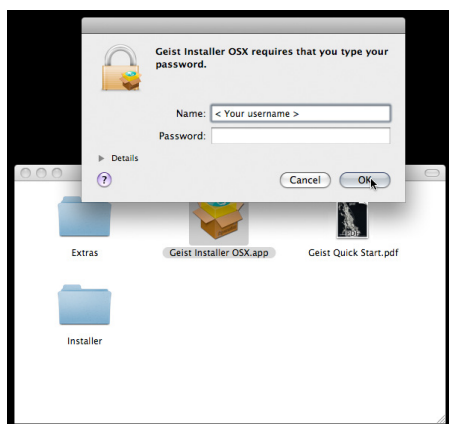 Geist Installer OSX requires that you type your
password.
Name: < Your username >
Password:
Details
?
Cancel OK
Extras Geist Installer OSX.app Geist Quick Start.pdf
Installer